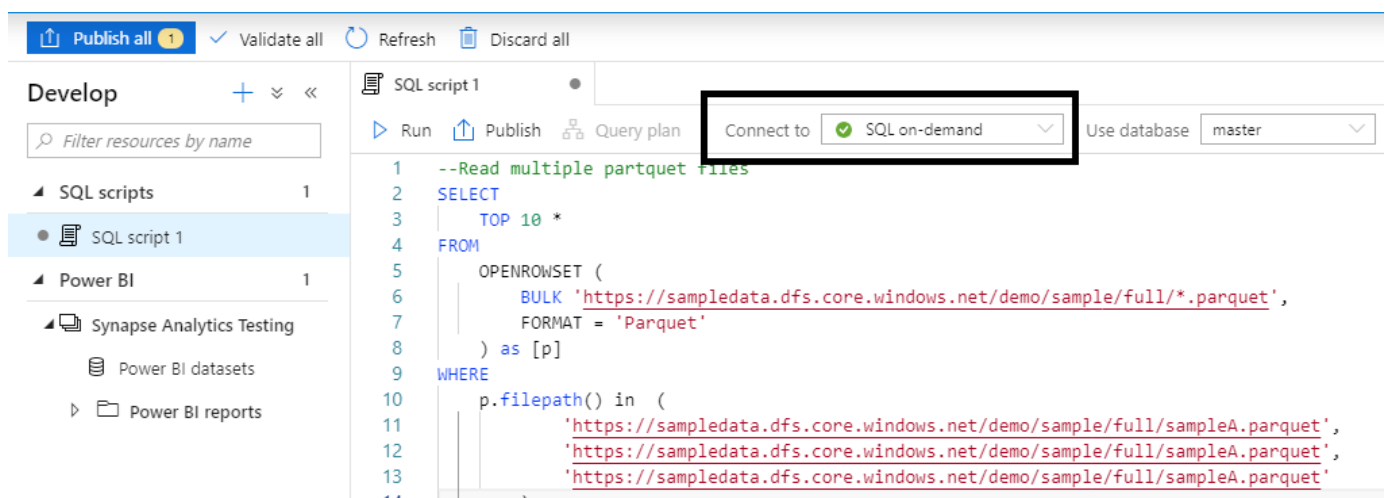 Publish all 1 Validate all Refresh Discard all
Develop
Filter resources by name
SQL scripts 1
SQL script 1
Power BI 1
Synapse Analytics Testing
Power BI datasets
Power BI reports
SQL script 1
Run Publish Query plan Connect to SQL on-demand Use database master
1 --Read multiple partquet files
2 SELECT
3 TOP 10 *
4 FROM
5 OPENROWSET (
6 BULK 'https://sampledata.dfs.core.windows.net/demo/sample/full/*.parquet',
7 FORMAT = 'Parquet'
8 ) as [p]
9 WHERE
10 p.filepath() in (
11 'https://sampledata.dfs.core.windows.net/demo/sample/full/sampleA.parquet',
12 'https://sampledata.dfs.core.windows.net/demo/sample/full/sampleA.parquet',
13 'https://sampledata.dfs.core.windows.net/demo/sample/full/sampleA.parquet'